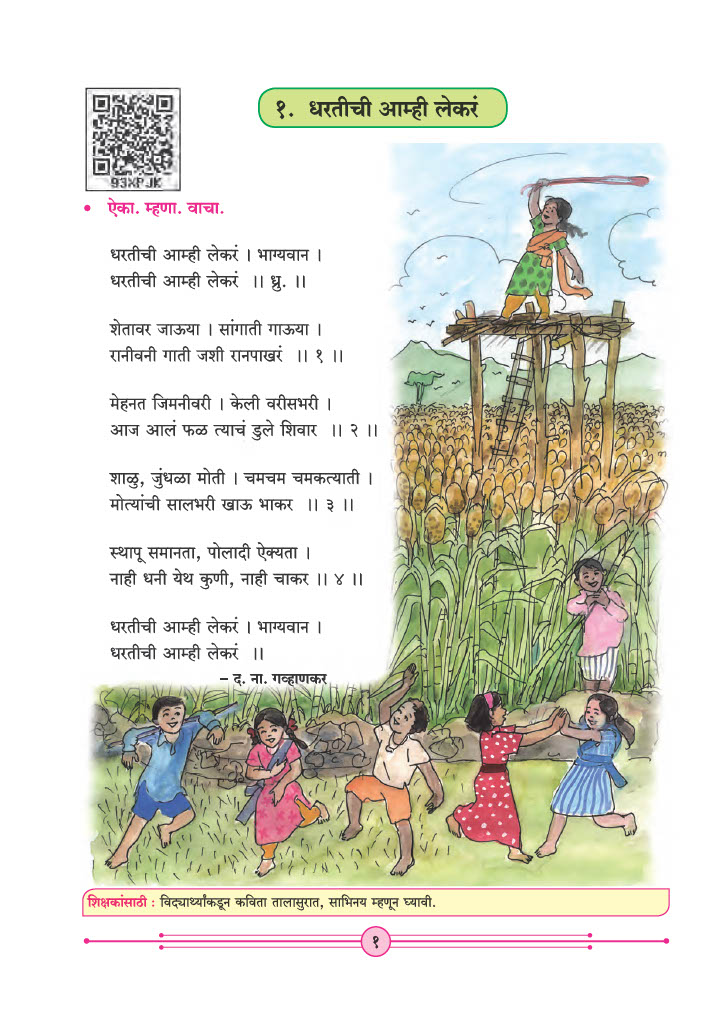 १. धरतीची आम्ही लेकरं
93XPJK
• ऐका. म्हणा. वाचा.
धरतीची आम्ही लेकरं । भाग्यवान ।
धरतीची आम्ही लेकरं ।। ध्रु. ।।
शेतावर जाऊया । सांगाती गाऊया ।
रानीवनी गाती जशी रानपाखरं ।। १ ।।
मेहनत जिमनीवरी । केली वरीसभरी ।
आज आलं फळ त्याचं डुले शिवार ।। २ ।।
शाळु, जुंधळा मोती । चमचम चमकत्याती ।
मोत्यांची सालभरी खाऊ भाकर ।। ३ ।।
स्थापू समानता, पोलादी ऐक्यता ।
नाही धनी येथ कुणी, नाही चाकर ।। ४ ।।
धरतीची आम्ही लेकरं । भाग्यवान ।
धरतीची आम्ही लेकरं ।।
– द. ना. गव्हाणकर
शिक्षकांसाठी : विद्यार्थ्यांकडून कविता तालासुरात, साभिनय म्हणून घ्यावी.
१